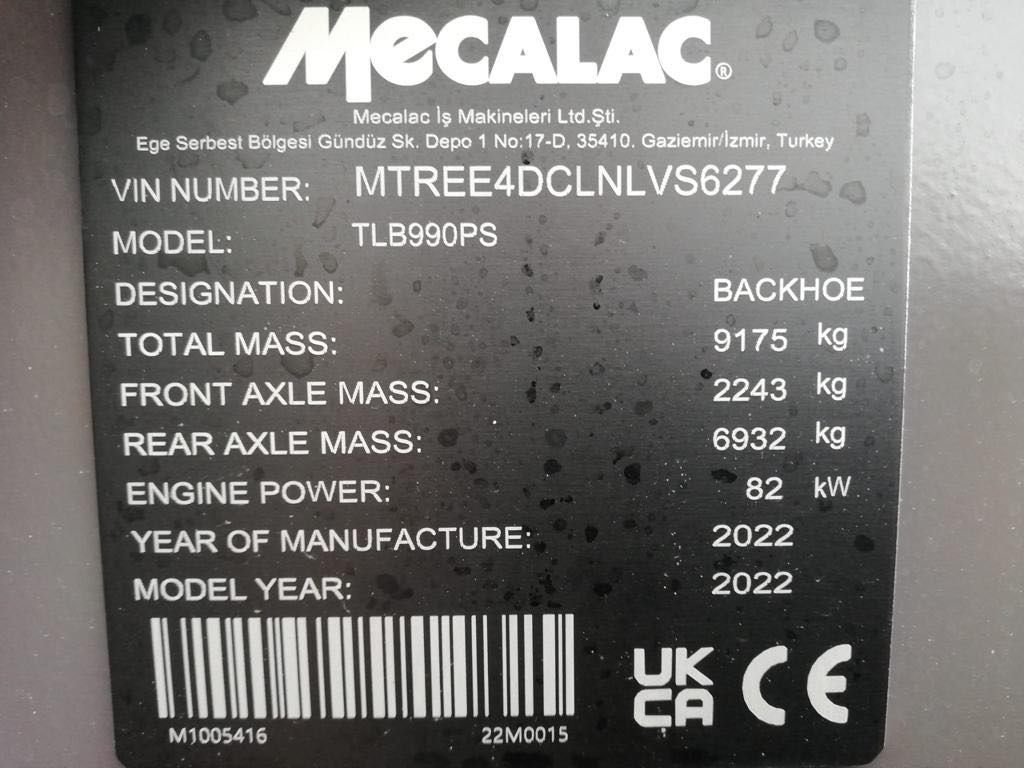 MeCALAC®
Mecalac İş Makineleri Ltd.Şti.
Ege Serbest Bölgesi Gündüz Sk. Depo 1 No:17-D, 35410. Gaziemir/İzmir, Turkey
VIN NUMBER: MTREE4DCLNLVS6277
MODEL: TLB990PS
DESIGNATION: BACKHOE
TOTAL MASS: 9175 kg
FRONT AXLE MASS: 2243 kg
REAR AXLE MASS: 6932 kg
ENGINE POWER: 82 kW
YEAR OF MANUFACTURE: 2022
MODEL YEAR: 2022
UK
CA CE
M1005416 22M0015